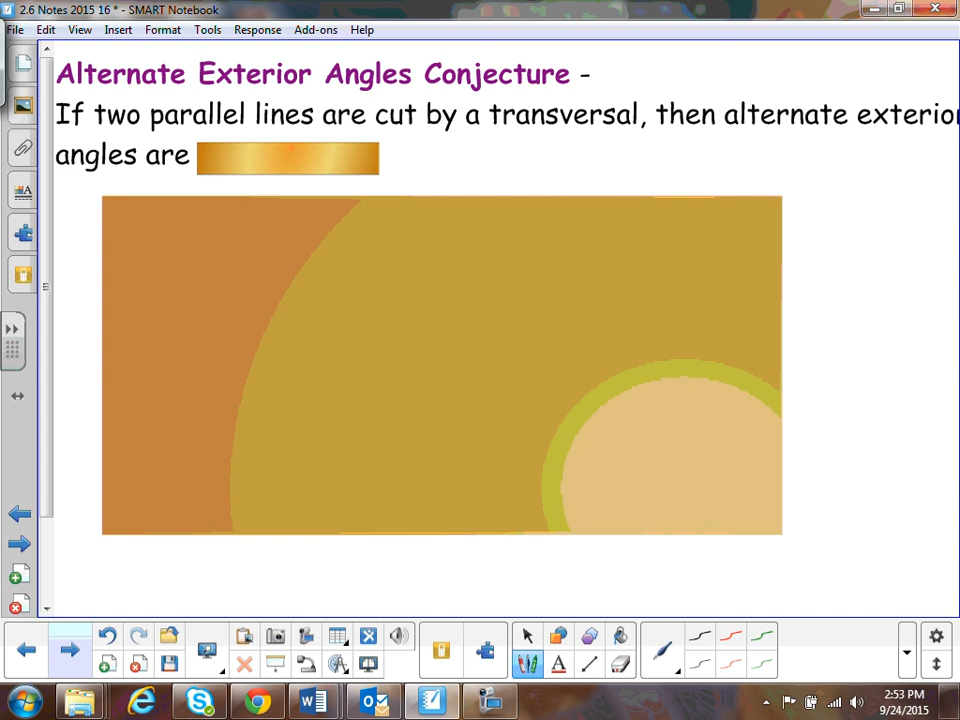 2.6 Notes 2015 16 * - SMART Notebook
File Edit View Insert Format Tools Response Add-ons Help
Alternate Exterior Angles Conjecture -
If two parallel lines are cut by a transversal, then alternate exterior
angles are
2:53 PM
9/24/2015